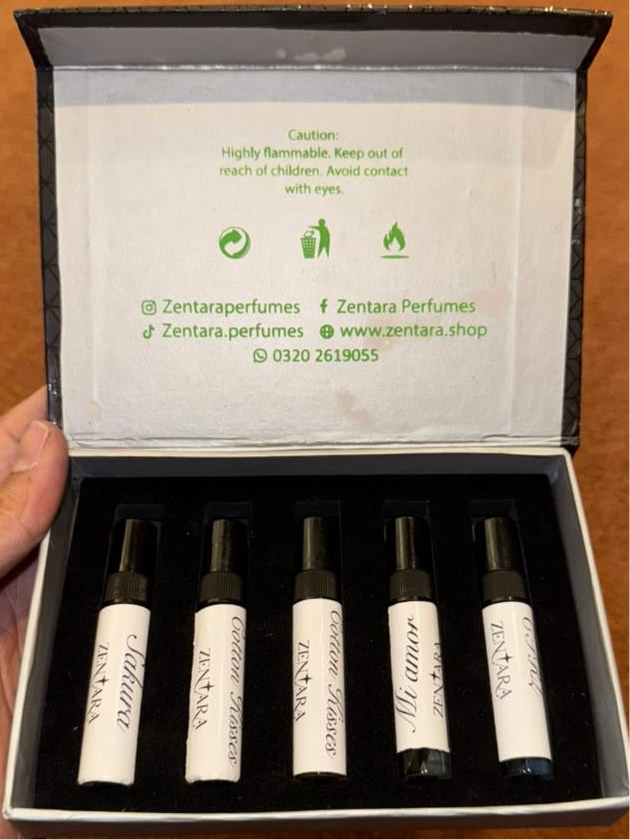 Caution:
Highly flammable. Keep out of
reach of children. Avoid contact
with eyes.
Zentaraperfumes Zentara Perfumes
Zentara.perfumes www.zentara.shop
0320 2619055
Sakura
ZENTARA
Cotton Kisses
ZENTARA
Cotton Kisses
ZENTARA
Mi amor
ZENTARA
ZENTARA